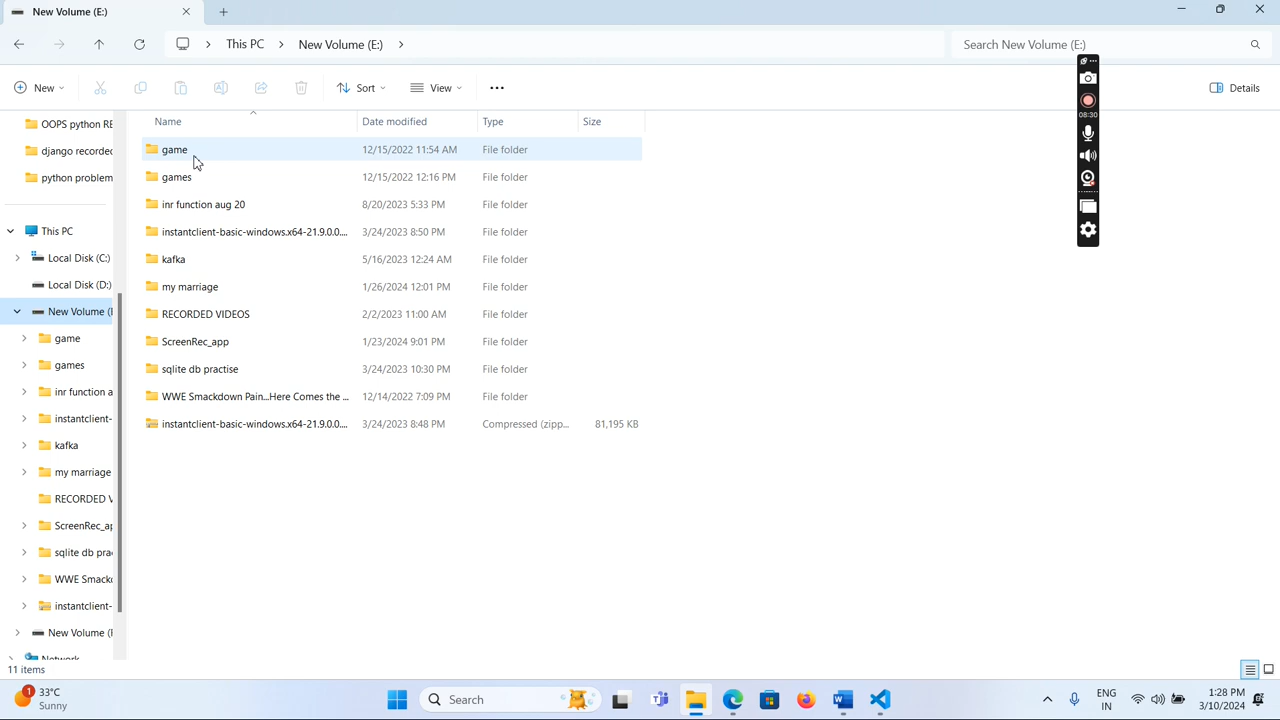 New Volume (E:)
This PC
New Volume (E:)
Search New Volume (E:)
New
Sort
View
Details
OOPS python RE
django recorded
python problem
This PC
Local Disk (C:)
Local Disk (D:)
New Volume (
game
games
inr function a
instantclient-
kafka
my marriage
RECORDED V
ScreenRec_ap
sqlite db prac
WWE Smackd
instantclient-
New Volume (
Network
Name
Date modified
Type
Size
game 12/15/2022 11:54 AM File folder
games 12/15/2022 12:16 PM File folder
inr function aug 20 8/20/2023 5:33 PM File folder
instantclient-basic-windows.x64-21.9.0.0.... 3/24/2023 8:50 PM File folder
kafka 5/16/2023 12:24 AM File folder
my marriage 1/26/2024 12:01 PM File folder
RECORDED VIDEOS 2/2/2023 11:00 AM File folder
ScreenRec_app 1/23/2024 9:01 PM File folder
sqlite db practise 3/24/2023 10:30 PM File folder
WWE Smackdown Pain...Here Comes the ... 12/14/2022 7:09 PM File folder
instantclient-basic-windows.x64-21.9.0.0.... 3/24/2023 8:48 PM Compressed (zipp... 81,195 KB
08:30
11 items
1
33°C
Sunny
Search
ENG
IN
1:28 PM
3/10/2024